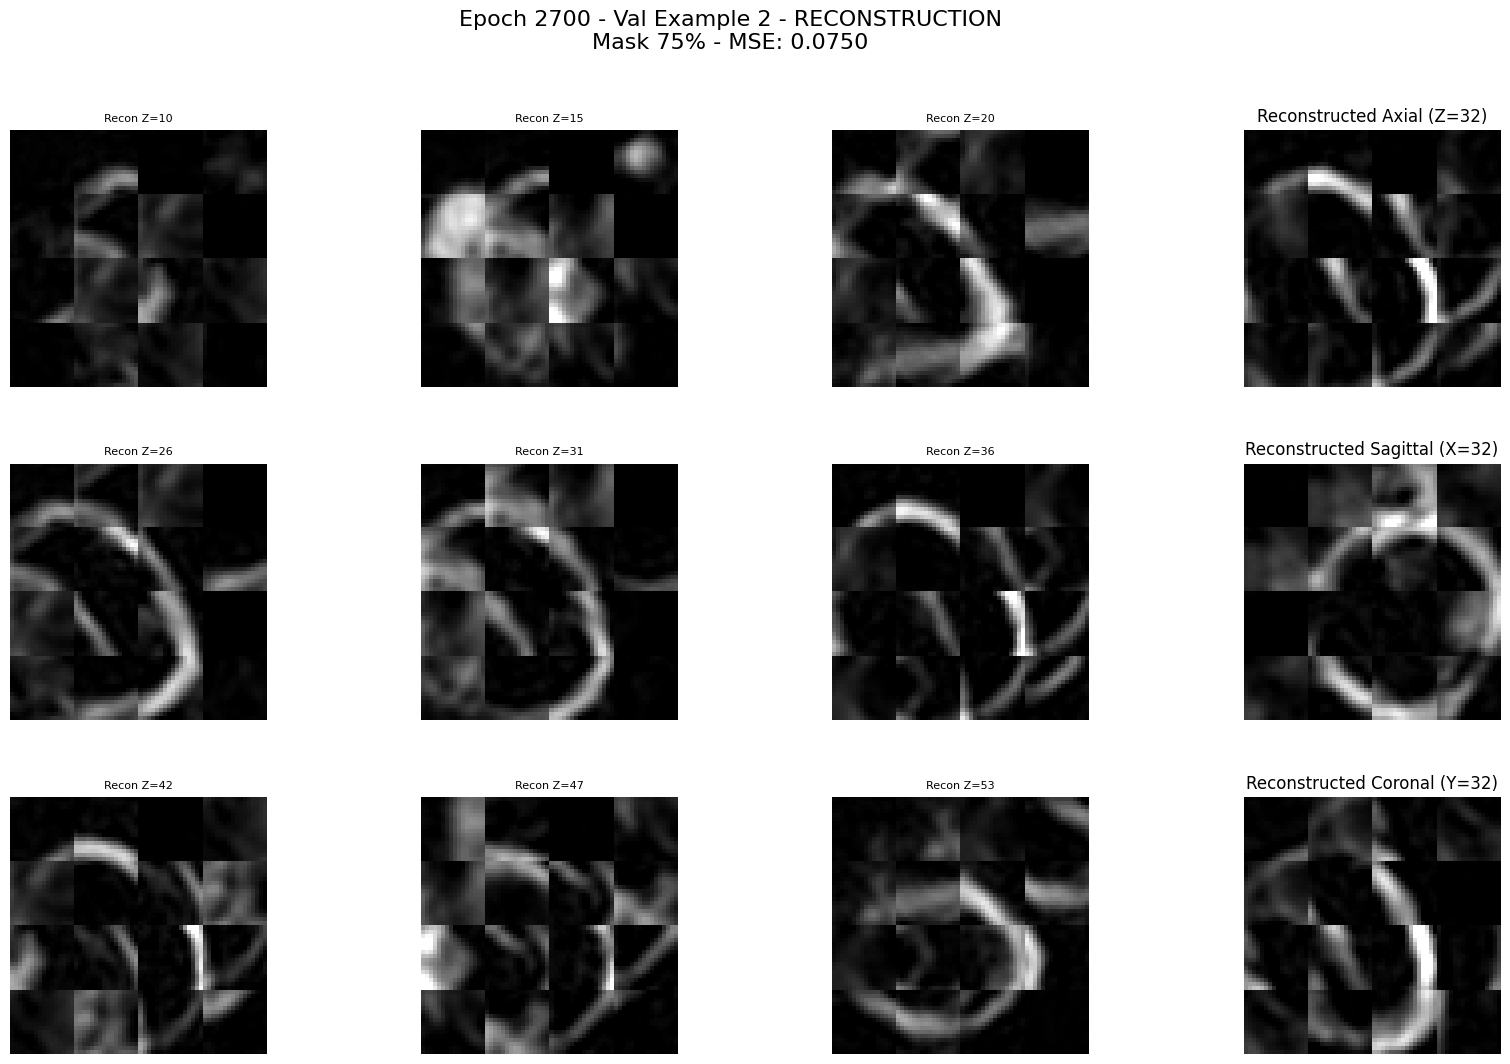 Epoch 2700 - Val Example 2 - RECONSTRUCTION
Mask 75% - MSE: 0.0750
Recon Z=10
Recon Z=15
Recon Z=20
Reconstructed Axial (Z=32)
Recon Z=26
Recon Z=31
Recon Z=36
Reconstructed Sagittal (X=32)
Recon Z=42
Recon Z=47
Recon Z=53
Reconstructed Coronal (Y=32)